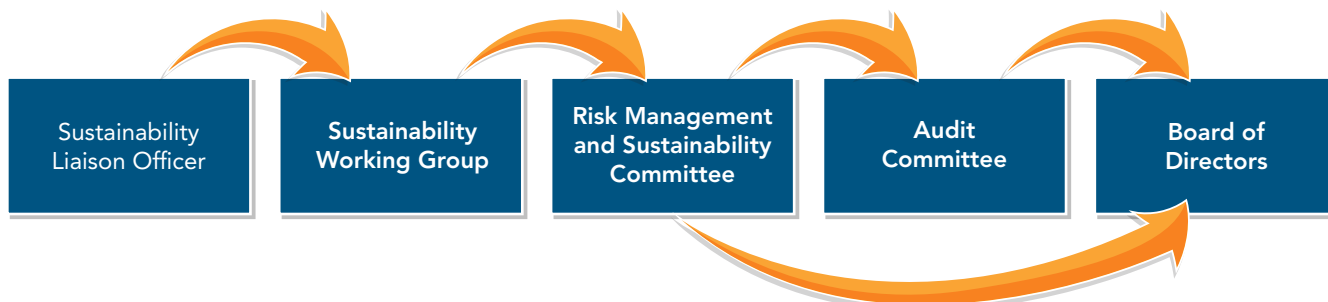 Sustainability
Liaison Officer
Sustainability
Working Group
Risk Management
and Sustainability
Committee
Audit
Committee
Board of
Directors